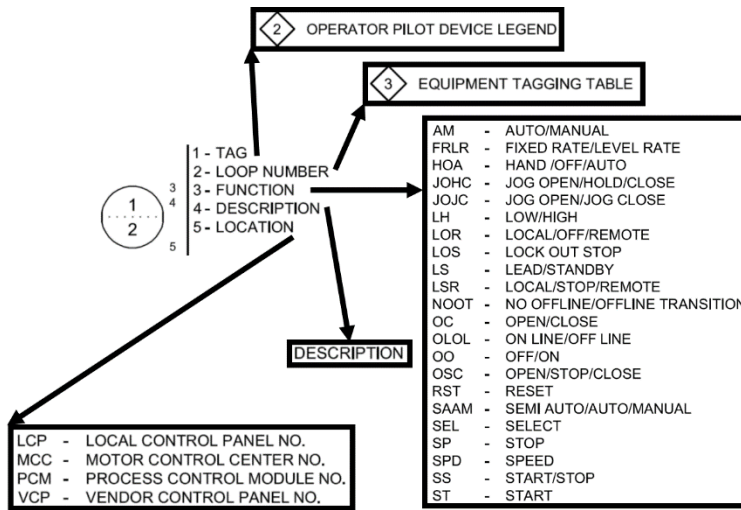 2 OPERATOR PILOT DEVICE LEGEND
3 EQUIPMENT TAGGING TABLE
1 - TAG
2 - LOOP NUMBER
3 - FUNCTION
4 - DESCRIPTION
5 - LOCATION
1
2
3
4
5
AM - AUTO/MANUAL
FRLR - FIXED RATE/LEVEL RATE
HOA - HAND /OFF/AUTO
JOHC - JOG OPEN/HOLD/CLOSE
JOJC - JOG OPEN/JOG CLOSE
LH - LOW/HIGH
LOR - LOCAL/OFF/REMOTE
LOS - LOCK OUT STOP
LS - LEAD/STANDBY
LSR - LOCAL/STOP/REMOTE
NOOT - NO OFFLINE/OFFLINE TRANSITION
OC - OPEN/CLOSE
OLOL - ON LINE/OFF LINE
OO - OFF/ON
OSC - OPEN/STOP/CLOSE
RST - RESET
SAAM - SEMI AUTO/AUTO/MANUAL
SEL - SELECT
SP - STOP
SPD - SPEED
SS - START/STOP
ST - START
DESCRIPTION
LCP - LOCAL CONTROL PANEL NO.
MCC - MOTOR CONTROL CENTER NO.
PCM - PROCESS CONTROL MODULE NO.
VCP - VENDOR CONTROL PANEL NO.